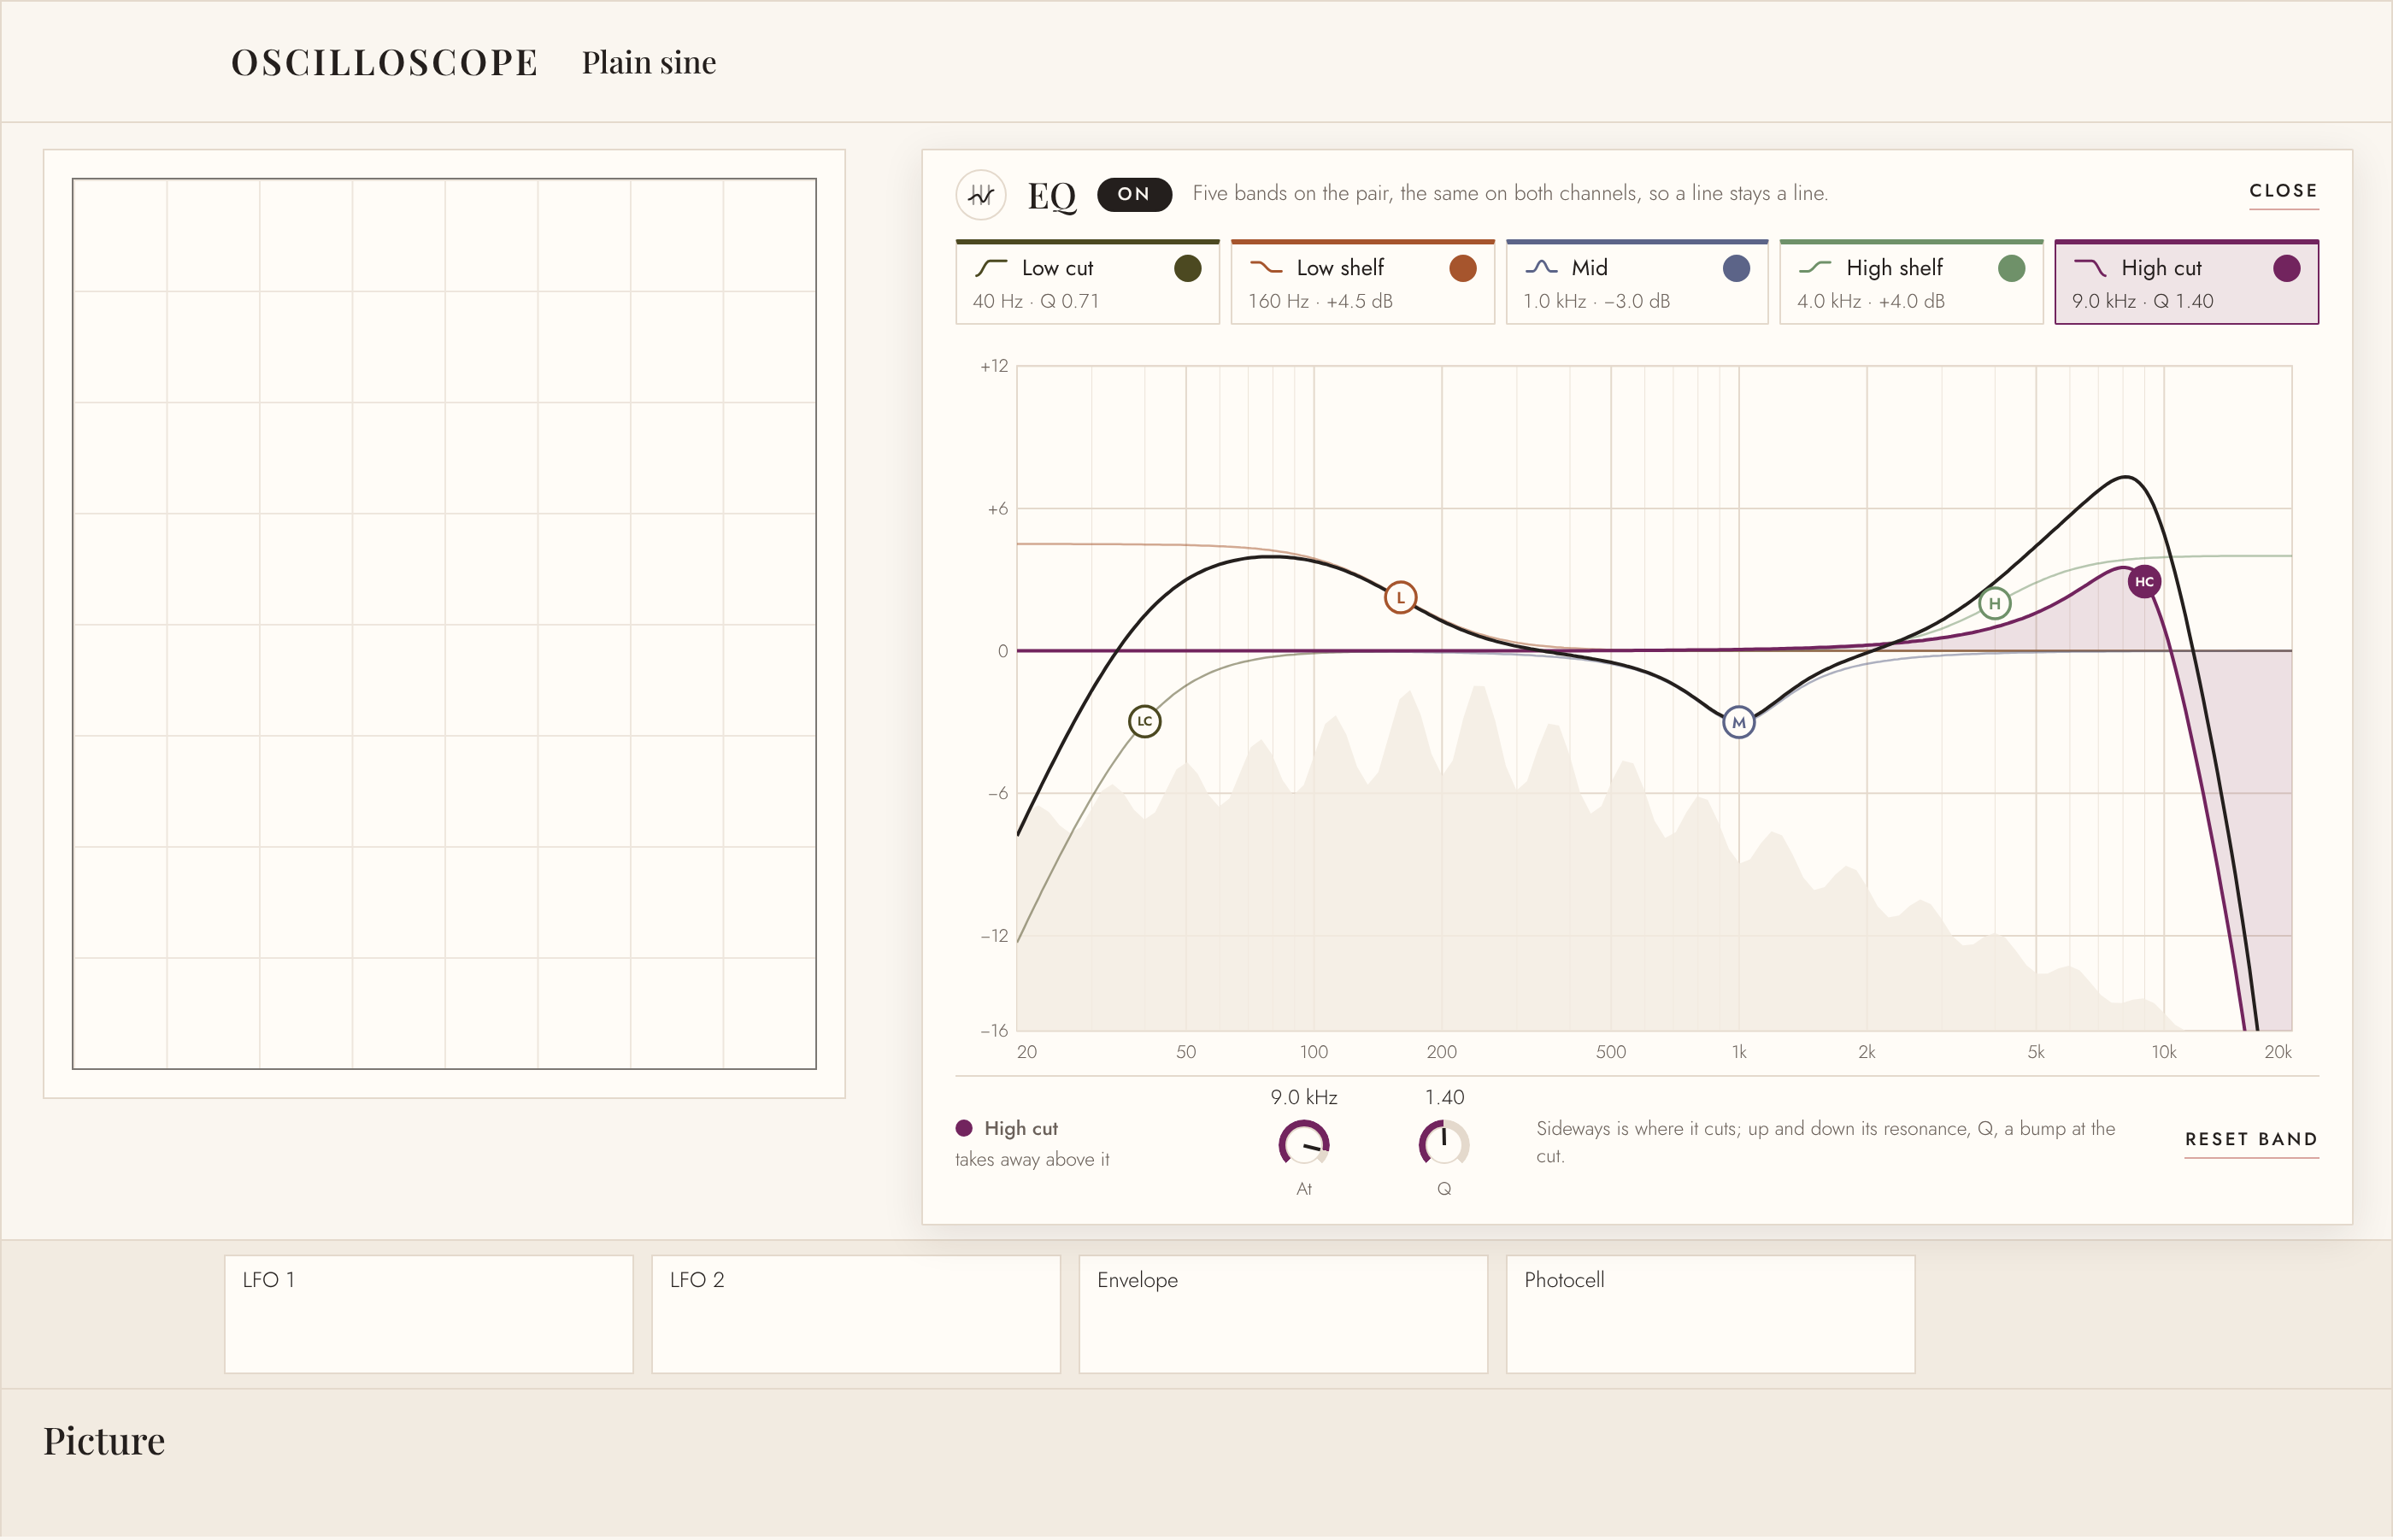 OSCILLOSCOPE Plain sine
EQ ON Five bands on the pair, the same on both channels, so a line stays a line. CLOSE
Low cut
40 Hz · Q 0.71
Low shelf
160 Hz · +4.5 dB
Mid
1.0 kHz · −3.0 dB
High shelf
4.0 kHz · +4.0 dB
High cut
9.0 kHz · Q 1.40
+12
+6
0
−6
−12
−16
L
H
HC
LC
M
20 50 100 200 500 1k 2k 5k 10k 20k
High cut
takes away above it
9.0 kHz
At
1.40
Q
Sideways is where it cuts; up and down its resonance, Q, a bump at the
cut.
RESET BAND
LFO 1
LFO 2
Envelope
Photocell
Picture